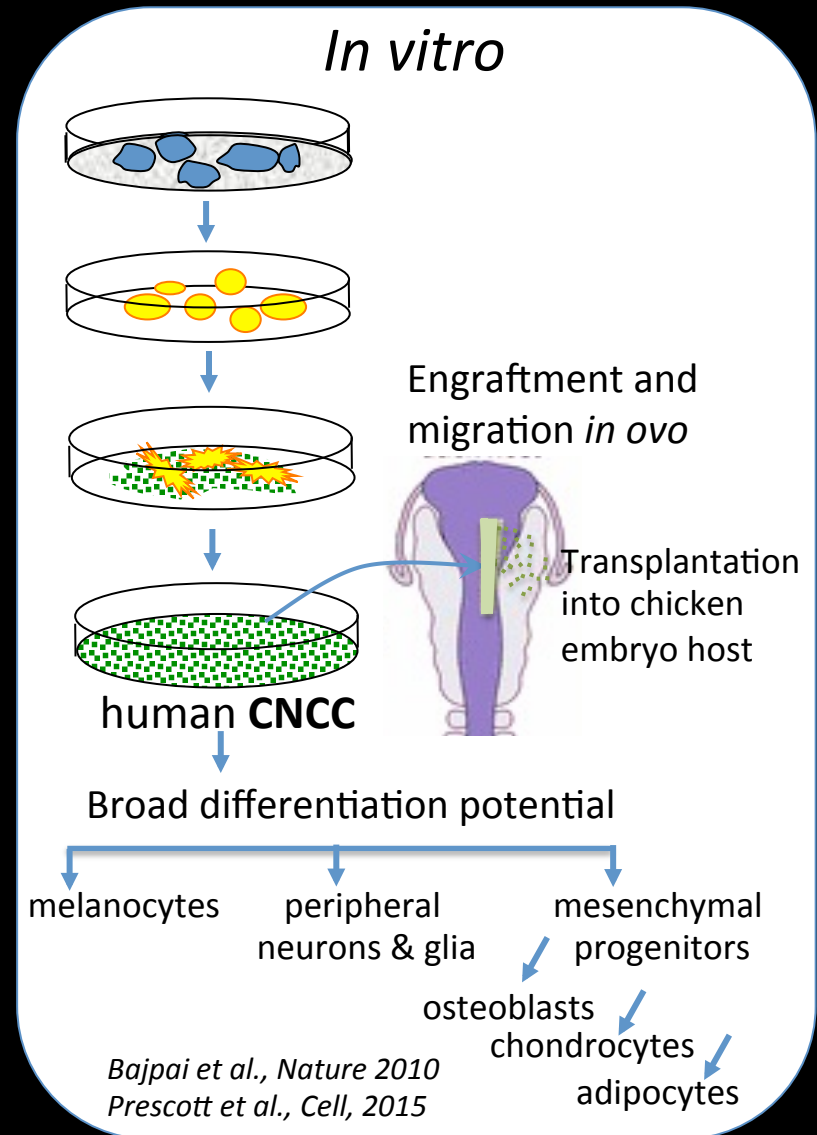 In vitro
Engraftment and
migration in ovo
Transplantation
into chicken
embryo host
human CNCC
Broad differentiation potential
melanocytes
peripheral
neurons & glia
mesenchymal
progenitors
osteoblasts
chondrocytes
adipocytes
Bajpai et al., Nature 2010
Prescott et al., Cell, 2015